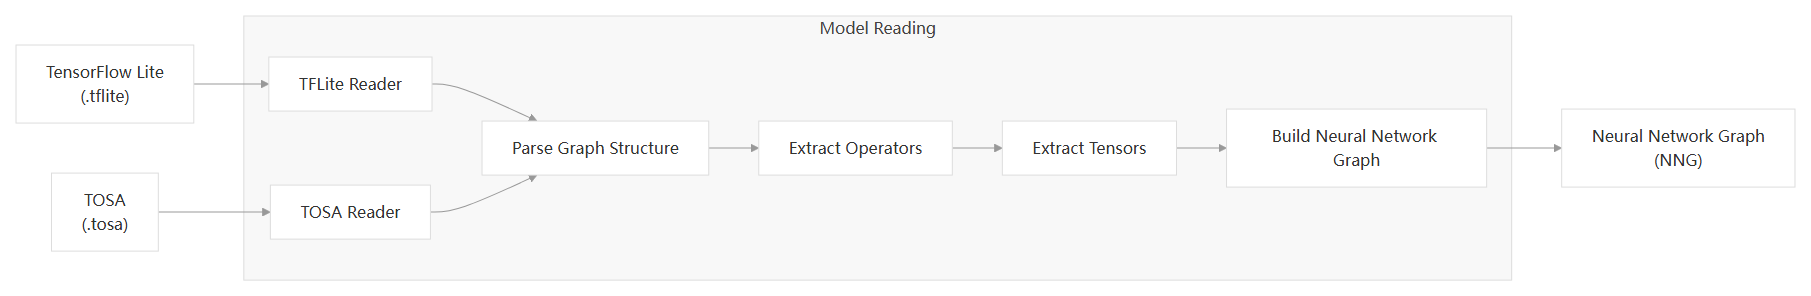 Model Reading
TensorFlow Lite
(.tflite)
TFLite Reader
Parse Graph Structure
Extract Operators
Extract Tensors
Build Neural Network
Graph
Neural Network Graph
(NNG)
TOSA
(.tosa)
TOSA Reader